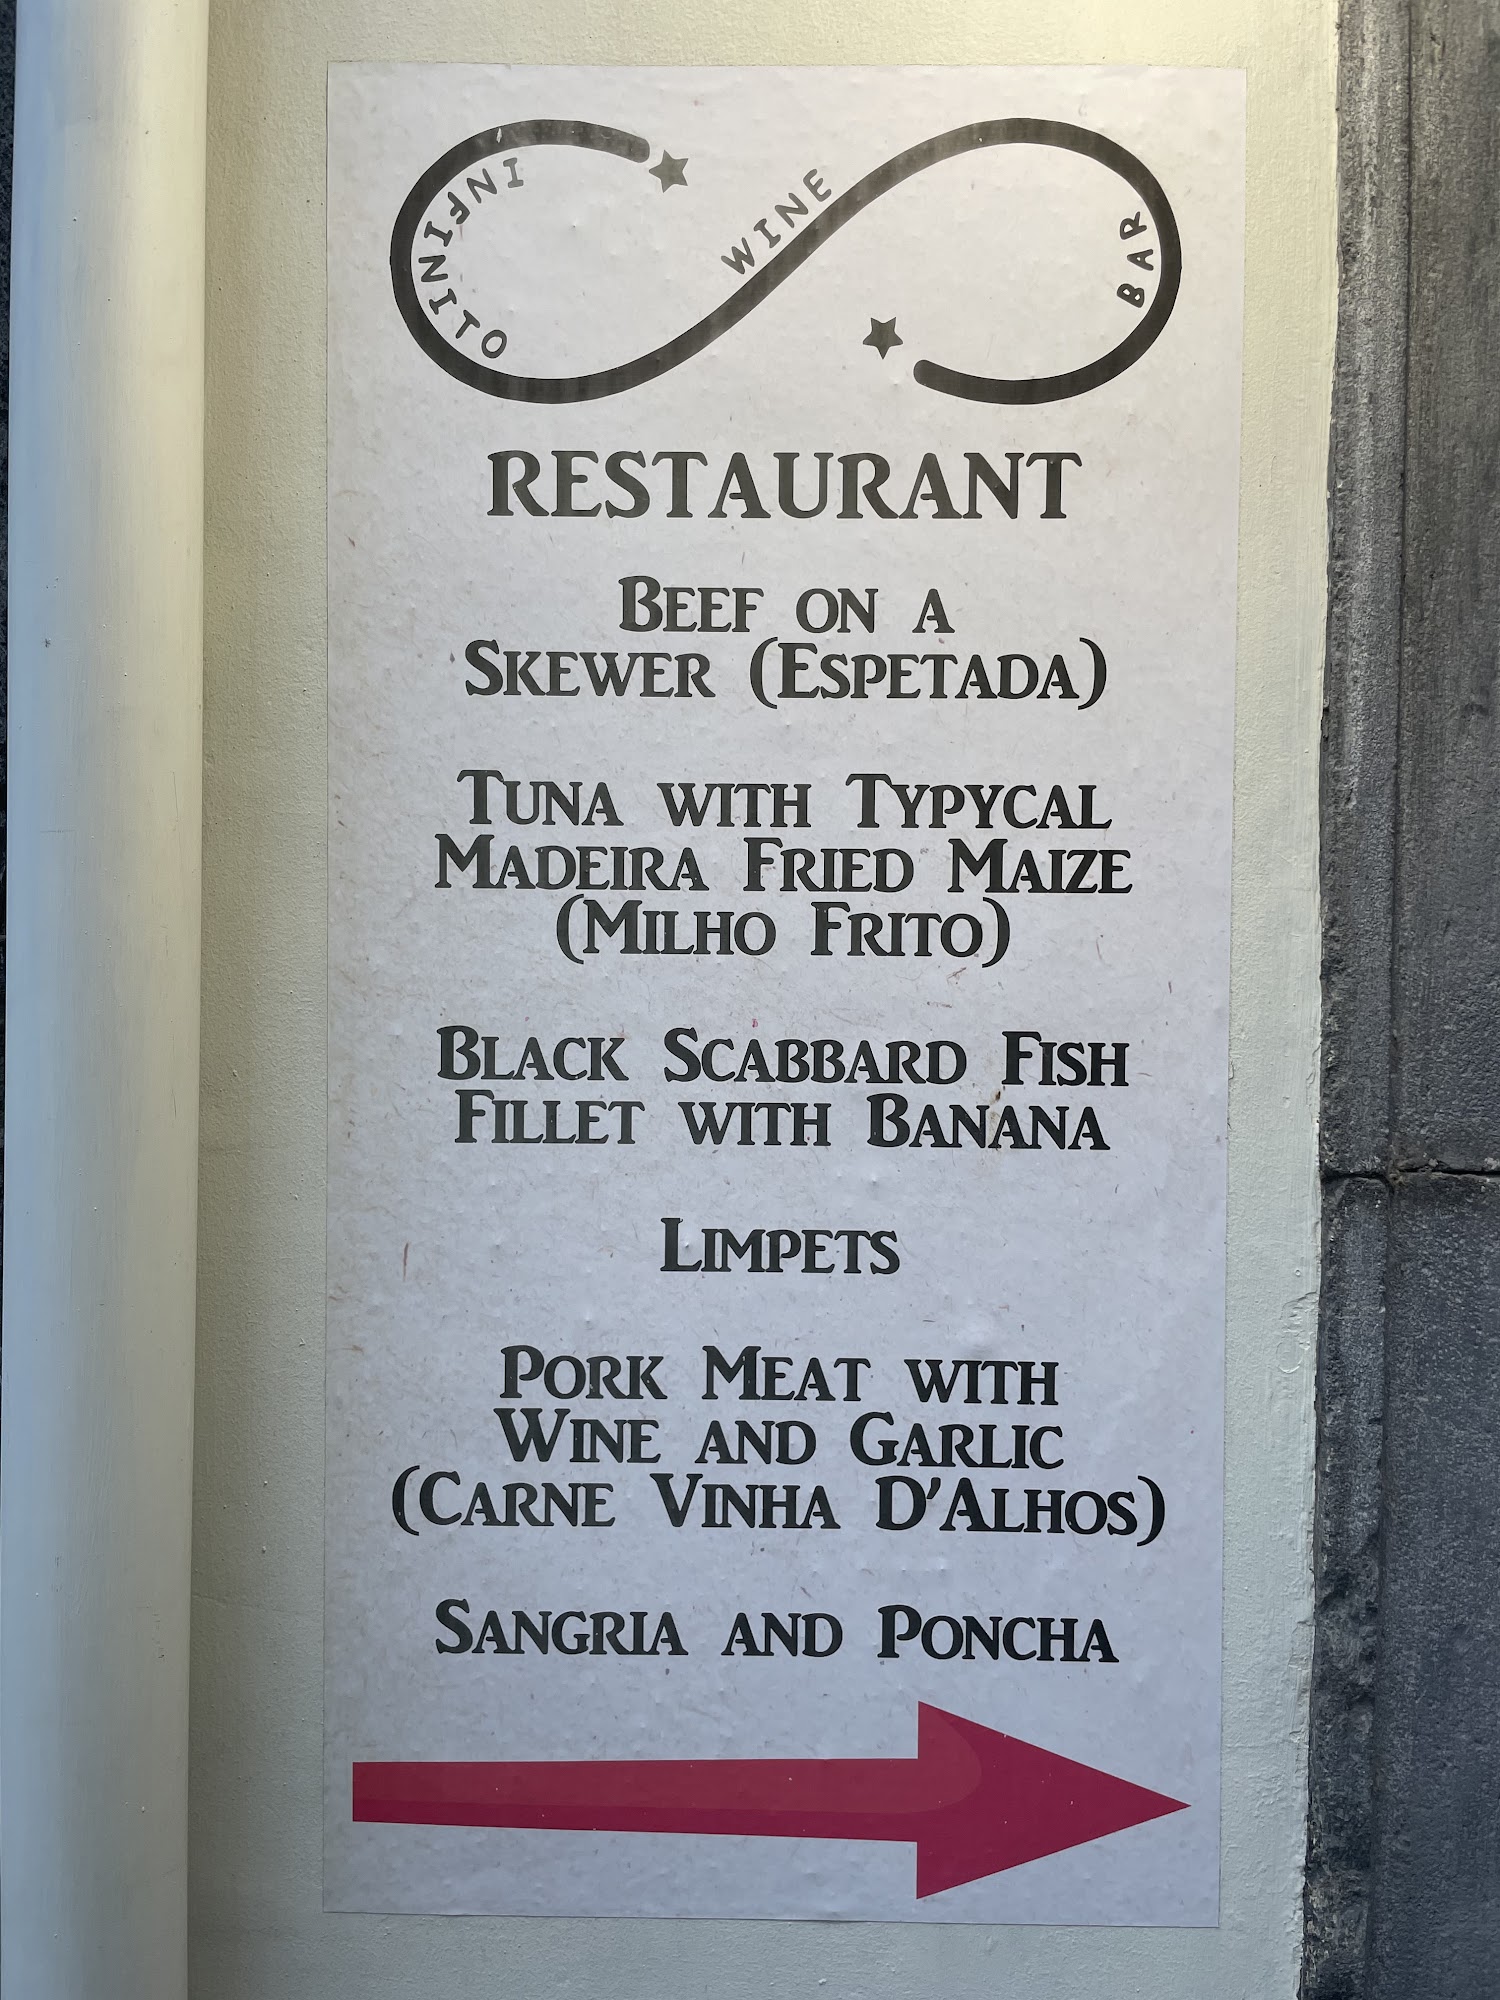 INFINITO
WINE
BAR
RESTAURANT
BEEF ON A
SKEWER (ESPETADA)
TUNA WITH TYPYCAL
MADEIRA FRIED MAIZE
(MILHO FRITO)
BLACK SCABBARD FISH
FILLET WITH BANANA
LIMPETS
PORK MEAT WITH
WINE AND GARLIC
(CARNE VINHA D'ALHOS)
SANGRIA AND PONCHA